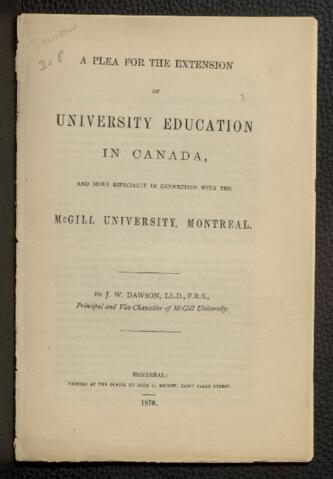 Dawson
A PLEA FOR THE EXTENSION
OF
UNIVERSITY EDUCATION
IN CANADA,
AND MORE ESPECIALLY IN CONNECTION WITH THE
McGILL UNIVERSITY, MONTREAL.
BY J. W. DAWSON, LL.D., F.R.S.,
Principal and Vice-Chancellor of McGill University.
MONTREAL:
PRINTED AT THE OFFICE OF JOHN C. BECKET, SAINT JAMES STREET.
1870.